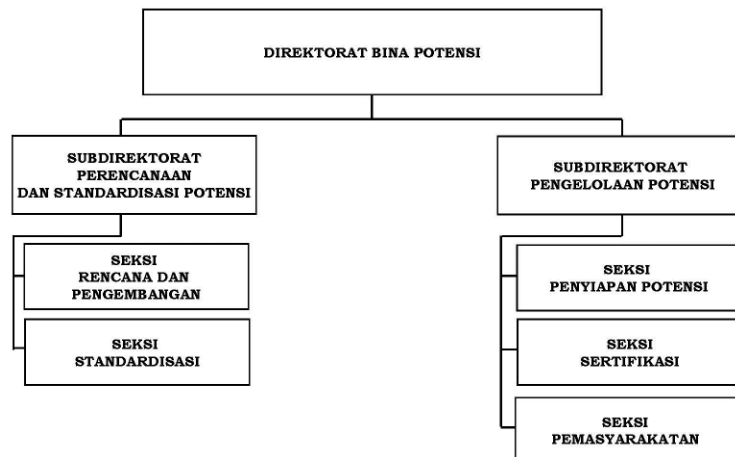 DIREKTORAT BINA POTENSI
SUBDIREKTORAT
PERENCANAAN
DAN STANDARDISASI POTENSI
SEKSI
RENCANA DAN
PENGEMBANGAN
SEKSI
STANDARDISASI
SUBDIREKTORAT
PENGELOLAAN POTENSI
SEKSI
PENYIAPAN POTENSI
SEKSI
SERTIFIKASI
SEKSI
PEMASYARAKATAN